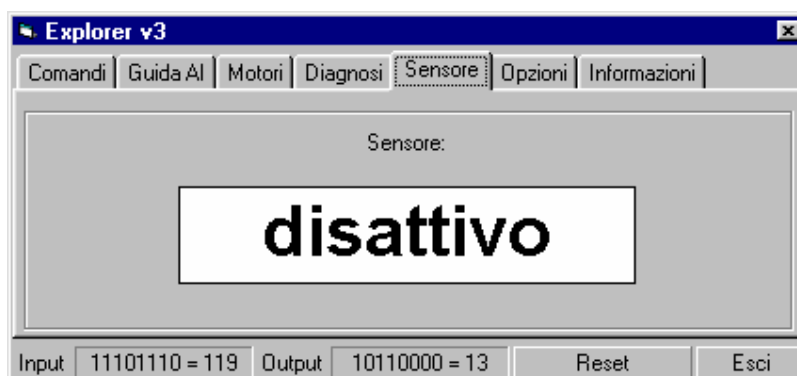 Explorer v3
Comandi Guida AI Motori Diagnosi Sensore Opzioni Informazioni
Sensore:
disattivo
Input 11101110 = 119 Output 10110000 = 13 Reset Esci